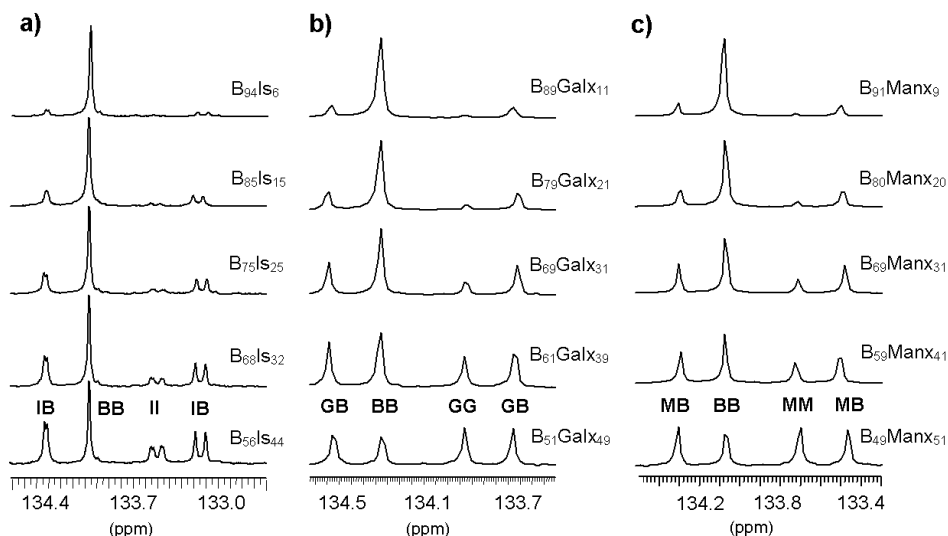 a)
B94Is6
B85Is15
B75Is25
B68Is32
IB BB II IB
B56Is44
134.4 133.7 133.0
(ppm)
b)
B89Galx11
B79Galx21
B69Galx31
B61Galx39
GB BB GG GB
B51Galx49
134.5 134.1 133.7
(ppm)
c)
B91Manx9
B80Manx20
B69Manx31
B59Manx41
MB BB MM MB
B49Manx51
134.2 133.8 133.4
(ppm)